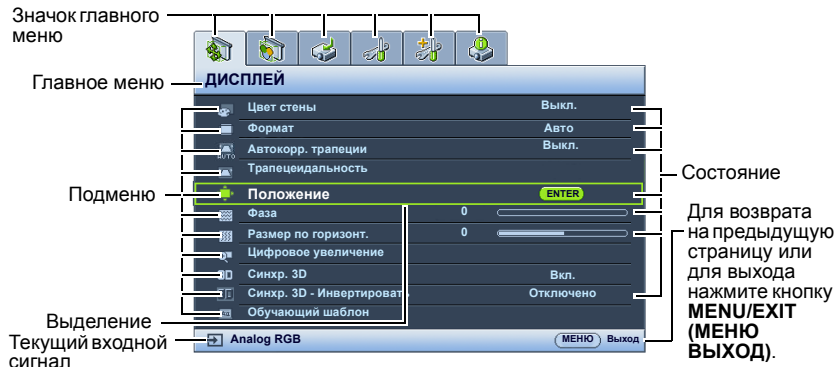 Значок главного
меню
Главное меню
ДИСПЛЕЙ
Цвет стены Выкл.
Формат Авто
AUTO Автокорр. трапеции Выкл.
Трапецеидальность
Подменю
Положение ENTER
Фаза 0
Размер по горизонт. 0
Цифровое увеличение
3D Синхр. 3D Вкл.
Синхр. 3D - Инвертировать Отключено
Обучающий шаблон
Состояние
Для возврата
на предыдущую
страницу или
для выхода
нажмите кнопку
MENU/EXIT
(МЕНЮ
ВЫХОД).
Выделение
Текущий входной
сигнал
Analog RGB МЕНЮ Выход